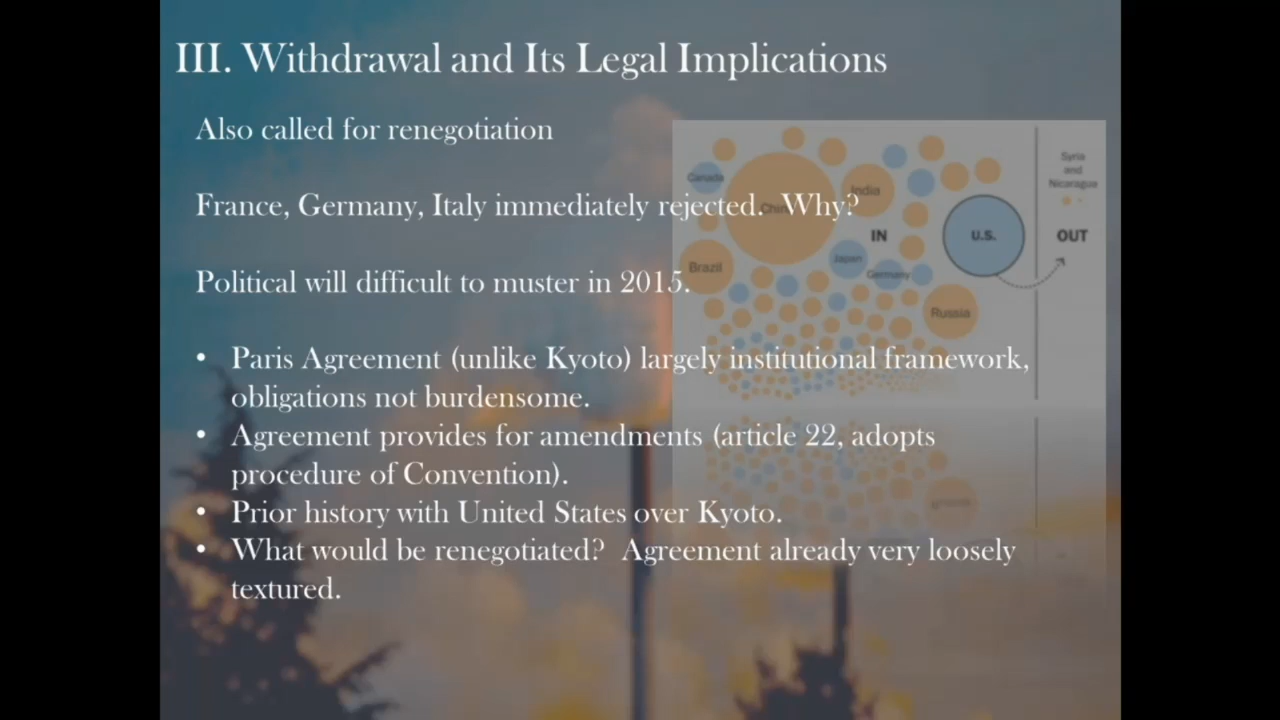 III. Withdrawal and Its Legal Implications
Also called for renegotiation
France, Germany, Italy immediately rejected. Why?
Political will difficult to muster in 2015.
• Paris Agreement (unlike Kyoto) largely institutional framework,
obligations not burdensome.
• Agreement provides for amendments (article 22, adopts
procedure of Convention).
• Prior history with United States over Kyoto.
• What would be renegotiated? Agreement already very loosely
textured.
Canada
China
India
Brazil
IN
Japan
Germany
U.S.
Russia
Syria
and
Nicaragua
OUT